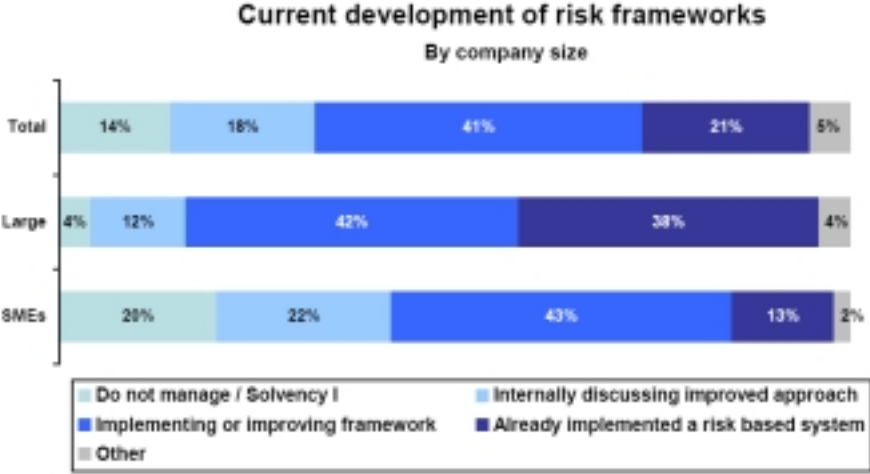 Current development of risk frameworks
By company size
Total 14% 18% 41% 21% 5%
Large 4% 12% 42% 38% 4%
SMEs 20% 22% 43% 13% 2%
Do not manage / Solvency I Internally discussing improved approach
Implementing or improving framework Already implemented a risk based system
Other